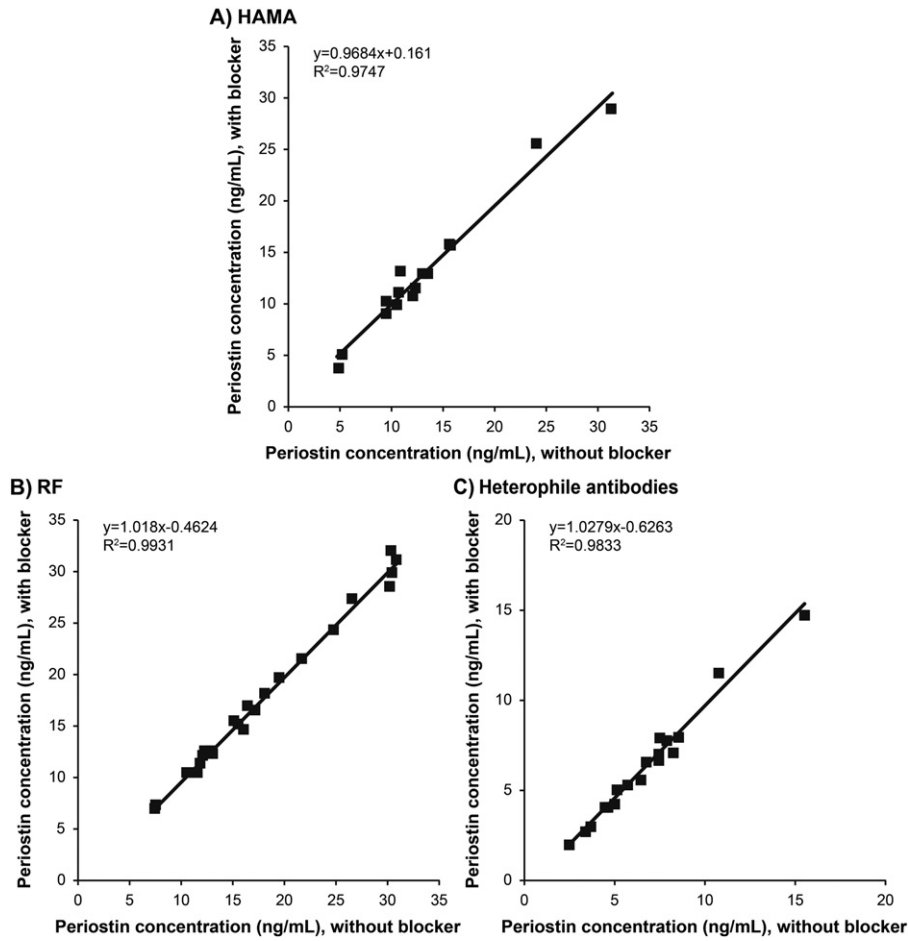 A) HAMA
y=0.9684x+0.161
R²=0.9747
Periostin concentration (ng/mL), with blocker
35
30
25
20
15
10
5
0
0 5 10 15 20 25 30 35
Periostin concentration (ng/mL), without blocker
B) RF
y=1.018x-0.4624
R²=0.9931
Periostin concentration (ng/mL), with blocker
35
30
25
20
15
10
5
0
0 5 10 15 20 25 30 35
Periostin concentration (ng/mL), without blocker
C) Heterophile antibodies
y=1.0279x-0.6263
R²=0.9833
Periostin concentration (ng/mL), with blocker
20
15
10
5
0
0 5 10 15 20
Periostin concentration (ng/mL), without blocker